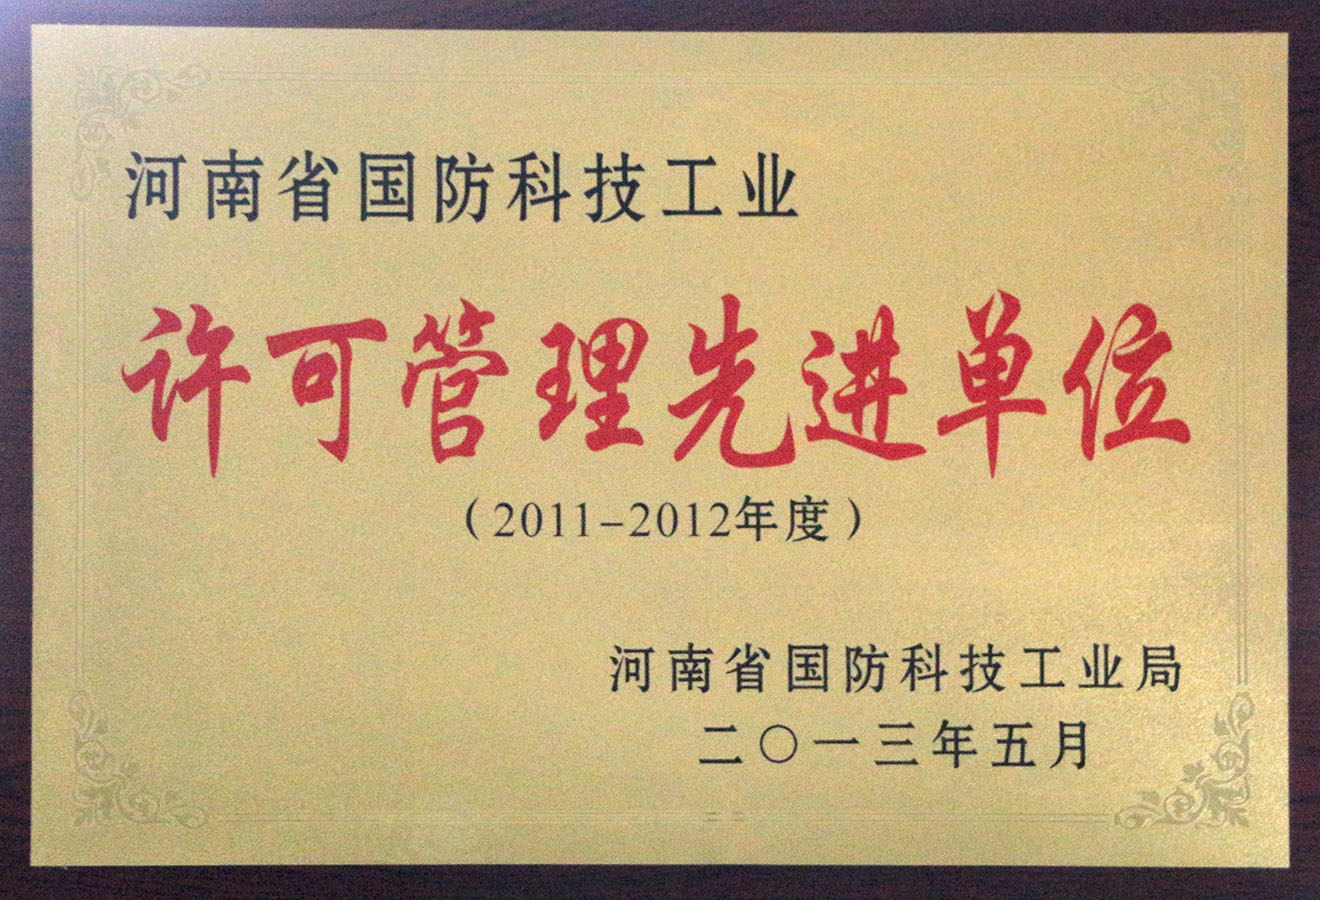 河南省国防科技工业
许可管理先进单位
（2011-2012年度）
河南省国防科技工业局
二〇一三年五月